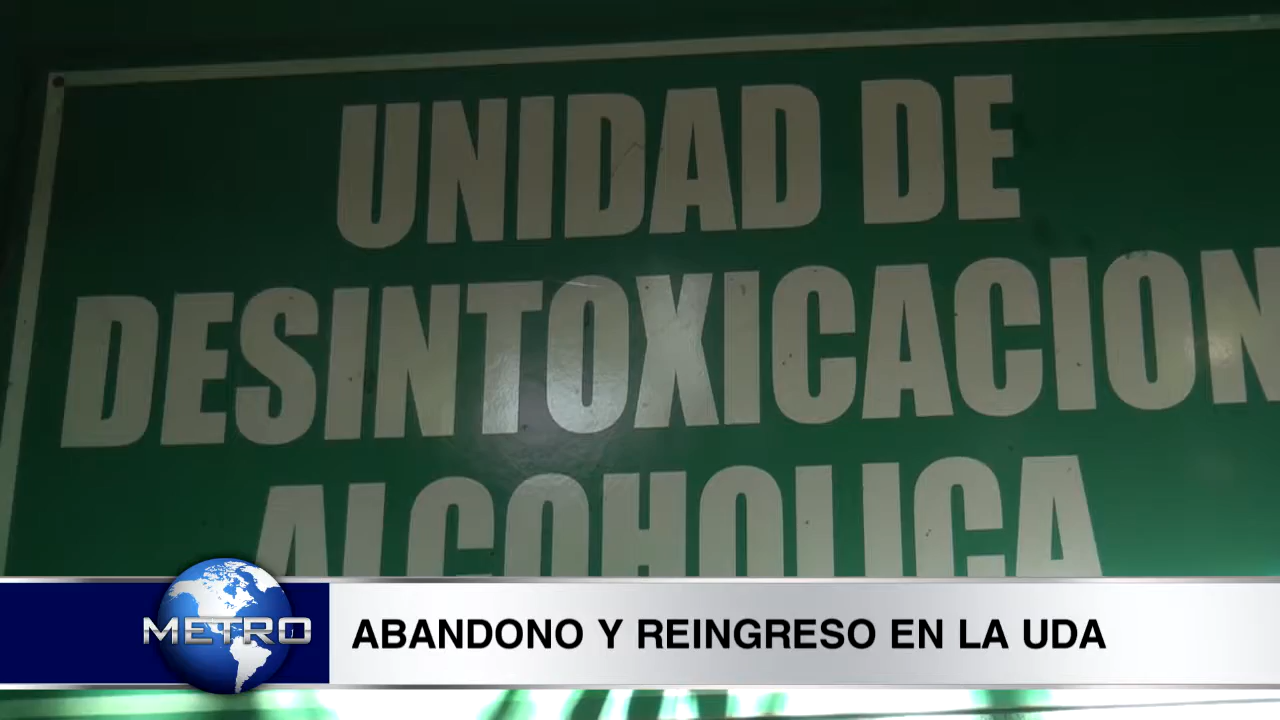 UNIDAD DE
DESINTOXICACION
ALCOHOLICA
METRO
ABANDONO Y REINGRESO EN LA UDA